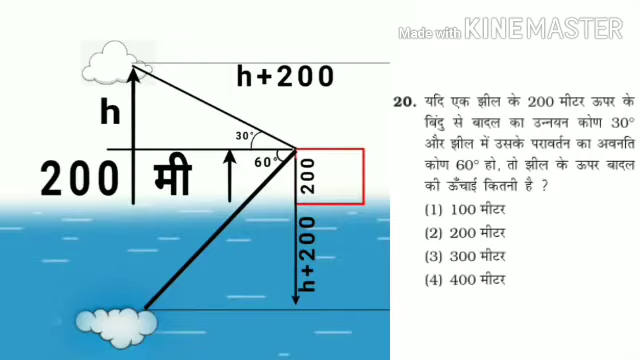 Made with KINEMASTER
h+200
h
30°
60°
200 मी
200
h+200
20. यदि एक झील के 200 मीटर ऊपर के
बिंदु से बादल का उन्नयन कोण 30°
और झील में उसके परावर्तन का अवनति
कोण 60° हो, तो झील के ऊपर बादल
की ऊँचाई कितनी है ?
(1) 100 मीटर
(2) 200 मीटर
(3) 300 मीटर
(4) 400 मीटर